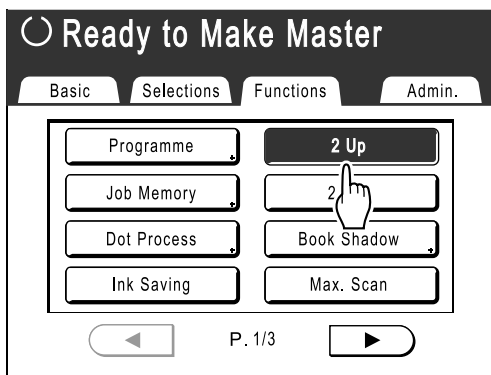 Ready to Make Master
Basic Selections Functions Admin.
Programme 2 Up
Job Memory 2
Dot Process Book Shadow
Ink Saving Max. Scan
P. 1/3